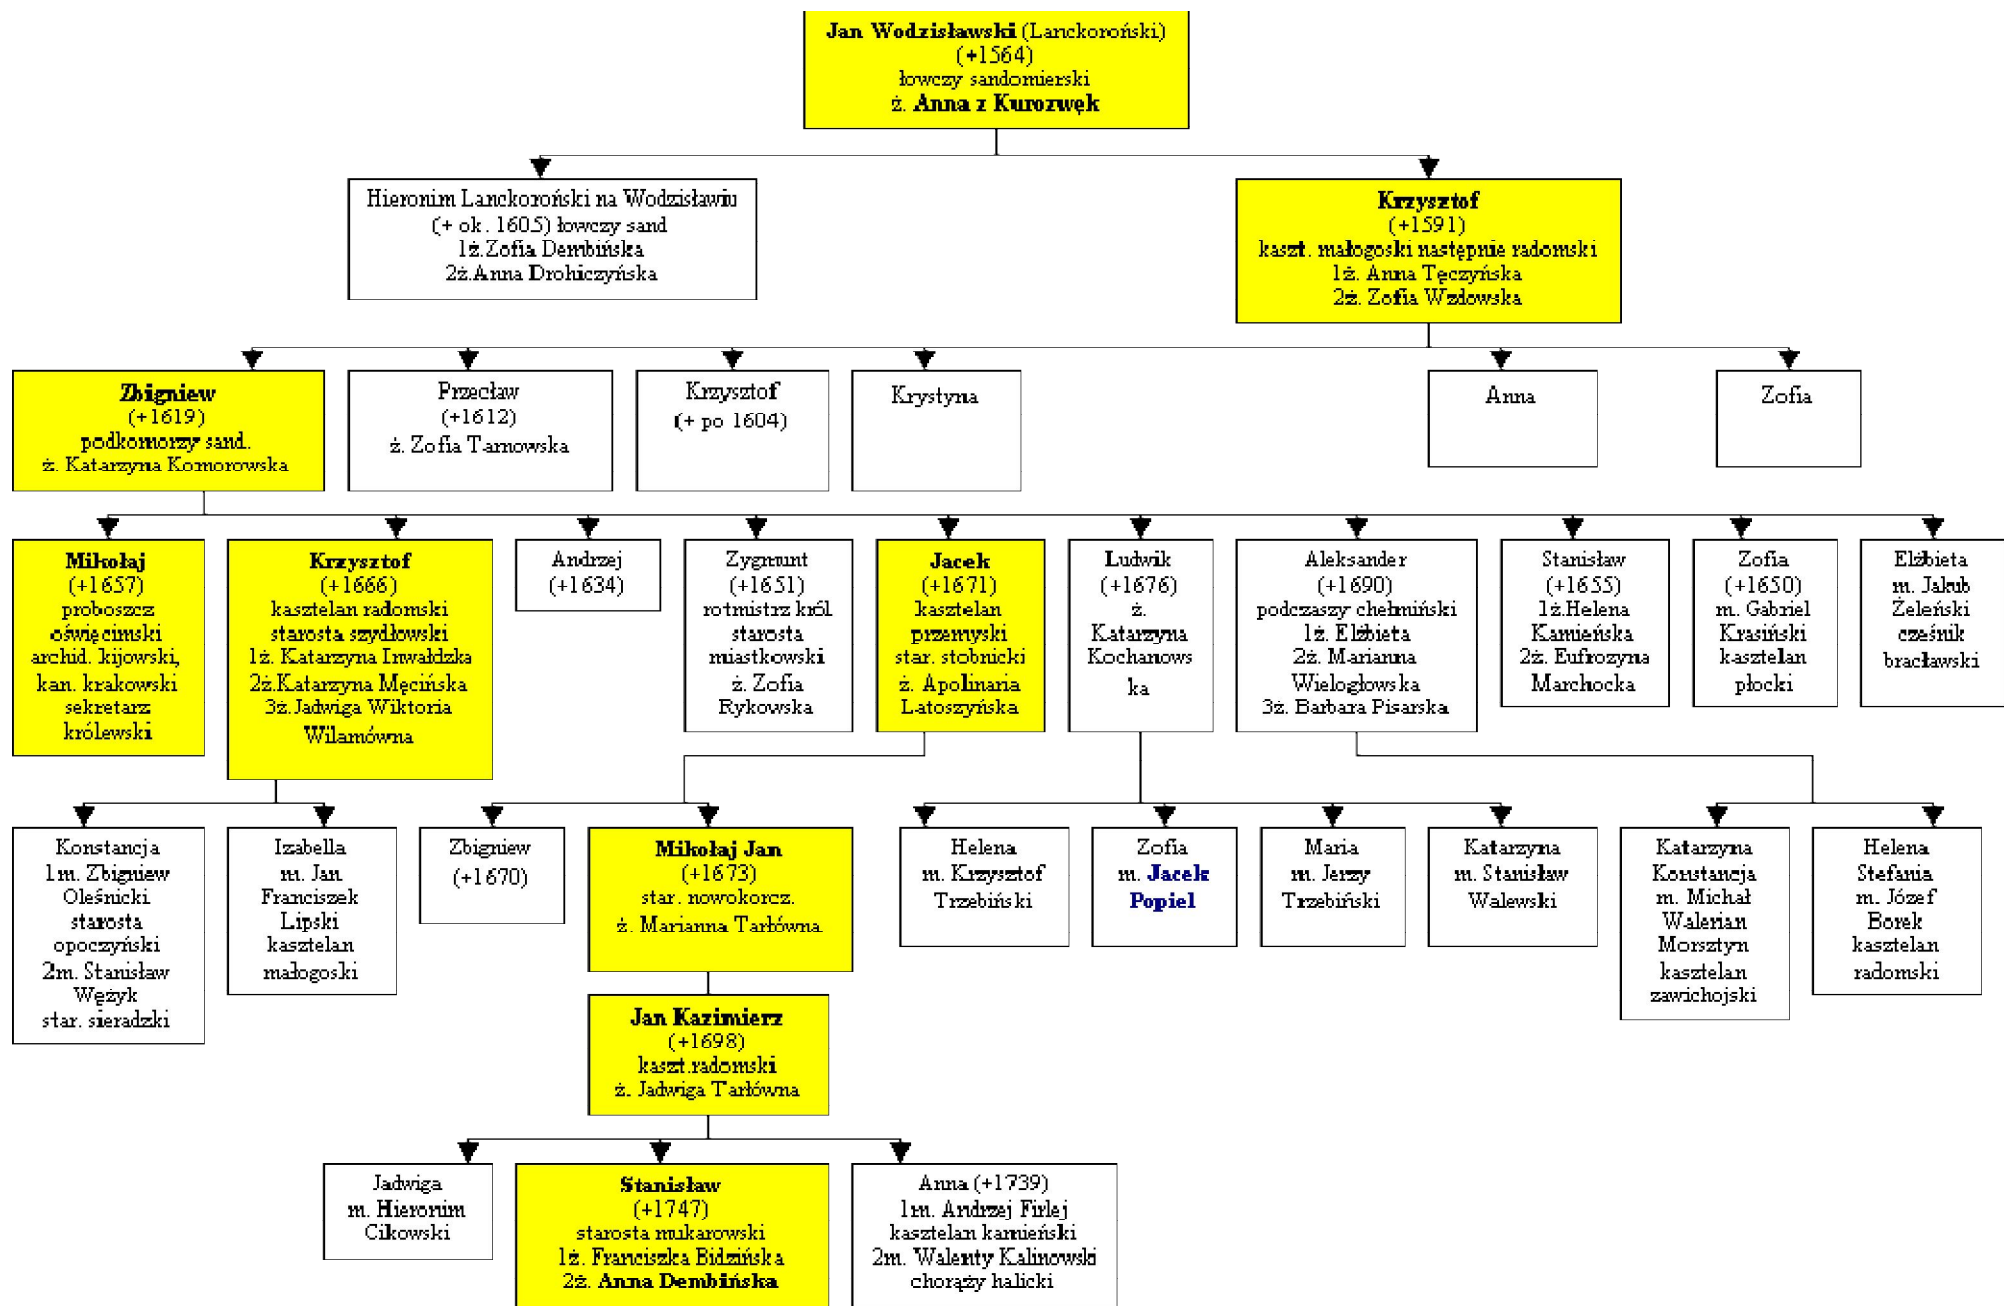 Jan Wodzisławski (Lanckoroński)
(+1564)
łowczy sandomierski
ż. Anna z Kurozwęk
Hieronim Lanckoroński na Wodzisławiu
(+ ok. 1605) łowczy sand
1ż.Zofia Dembińska
2ż.Anna Drohiczyńska
Krzysztof
(+1591)
kaszt. małogoski następnie radomski
1ż. Anna Tęczyńska
2ż. Zofia Wzdowska
Zbigniew
(+1619)
podkomorzy sand.
ż. Katarzyna Komorowska
Przecław
(+1612)
ż. Zofia Tarnowska
Krzysztof
(+ po 1604)
Krystyna
Anna
Zofia
Mikołaj
(+1657)
proboszcz
oświęcimski
archid. kijowski,
kan. krakowski
sekretarz
królewski
Krzysztof
(+1666)
kasztelan radomski
starosta szydłowski
1ż. Katarzyna Inwałdzka
2ż.Katarzyna Męcińska
3ż.Jadwiga Wiktoria
Wilamówna
Andrzej
(+1634)
Zygmunt
(+1651)
rotmistrz król
starosta
miastkowski
ż. Zofia
Rykowska
Jacek
(+1671)
kasztelan
przemyski
star. stobnicki
ż. Apolinaria
Latoszyńska
Ludwik
(+1676)
ż.
Katarzyna
Kochanows
ka
Aleksander
(+1690)
podczaszy chełmiński
1ż. Elżbieta
2ż. Marianna
Wielogłowska
3ż. Barbara Pisarska
Stanisław
(+1655)
1ż.Helena
Kamieńska
2ż. Eufrozyna
Marchocka
Zofia
(+1650)
m. Gabriel
Krasiński
kasztelan
płocki
Elżbieta
m. Jakub
Żeleński
cześnik
bracławski
Konstancja
1m. Zbigniew
Oleśnicki
starosta
opoczyński
2m. Stanisław
Wężyk
star. sieradzki
Izabella
m. Jan
Franciszek
Lipski
kasztelan
małogoski
Zbigniew
(+1670)
Mikołaj Jan
(+1673)
star. nowokorcz.
ż. Marianna Tarłówna
Helena
m. Krzysztof
Trzebiński
Zofia
m. Jacek
Popiel
Maria
m. Jerzy
Trzebiński
Katarzyna
m. Stanisław
Walewski
Katarzyna
Konstancja
m. Michał
Walerian
Morsztyn
kasztelan
zawichojski
Helena
Stefania
m. Józef
Borek
kasztelan
radomski
Jan Kazimierz
(+1698)
kaszt.radomski
ż. Jadwiga Tarłówna
Jadwiga
m. Hieronim
Cikowski
Stanisław
(+1747)
starosta mukarowski
1ż. Franciszka Bidzińska
2ż. Anna Dembińska
Anna (+1739)
1m. Andrzej Firlej
kasztelan kamieński
2m. Walenty Kalinowski
chorąży halicki